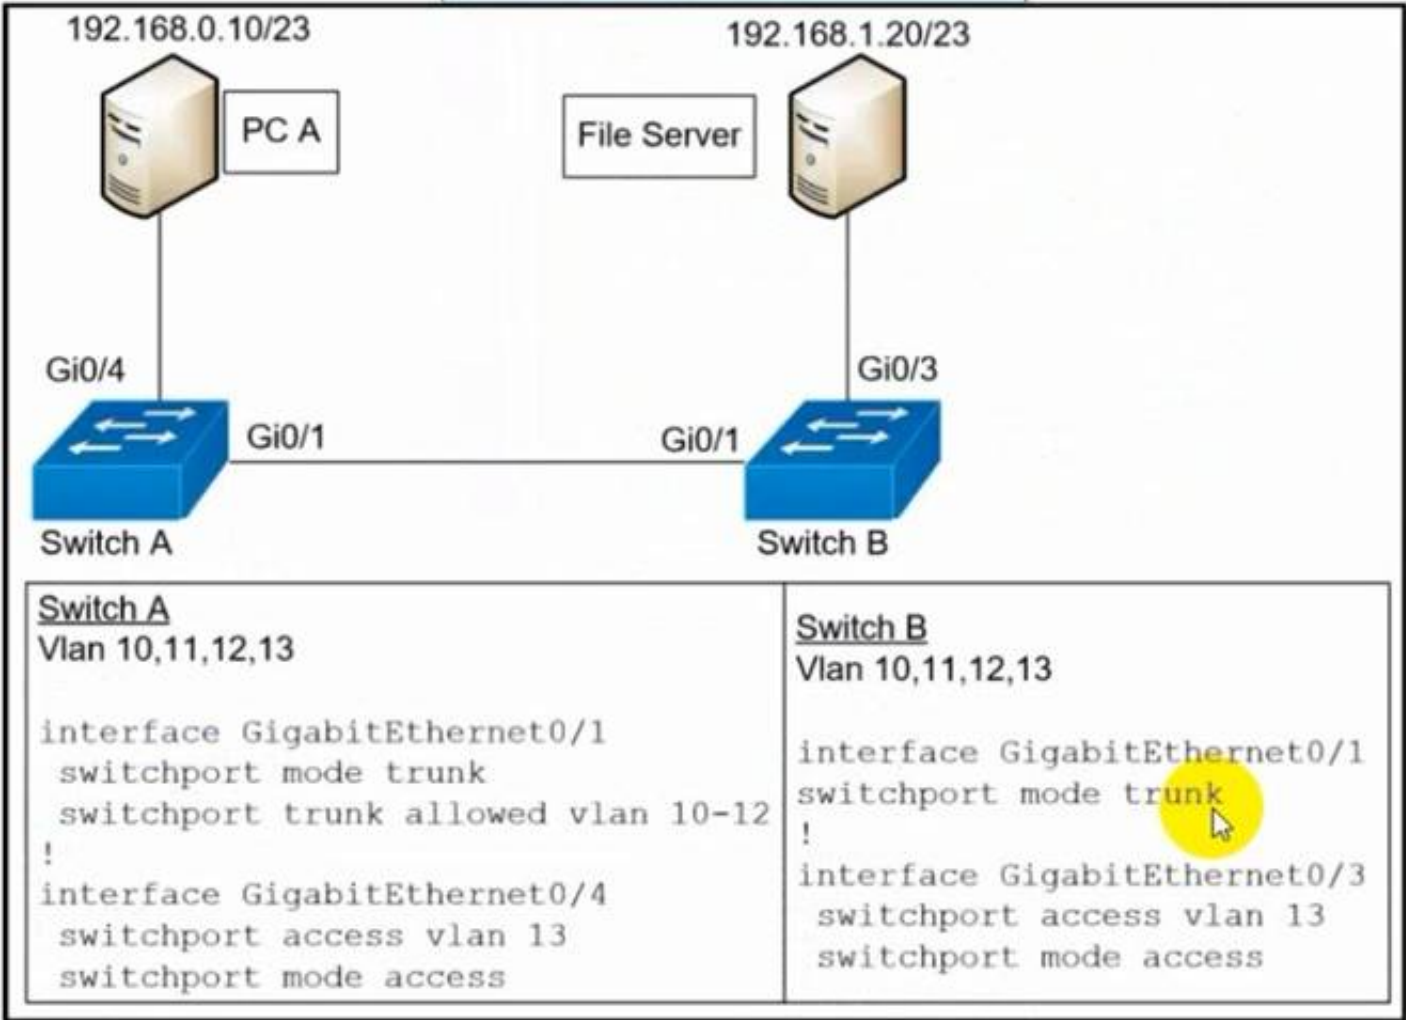 192.168.0.10/23
192.168.1.20/23
PC A
File Server
Gi0/4
Gi0/3
Gi0/1
Gi0/1
Switch A
Switch B
Switch A
Vlan 10,11,12,13
interface GigabitEthernet0/1
switchport mode trunk
switchport trunk allowed vlan 10-12
!
interface GigabitEthernet0/4
switchport access vlan 13
switchport mode access
Switch B
Vlan 10,11,12,13
interface GigabitEthernet0/1
switchport mode trunk
!
interface GigabitEthernet0/3
switchport access vlan 13
switchport mode access